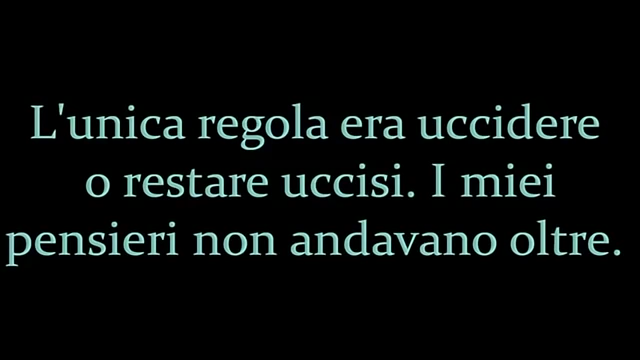 L'unica regola era uccidere
o restare uccisi. I miei
pensieri non andavano oltre.